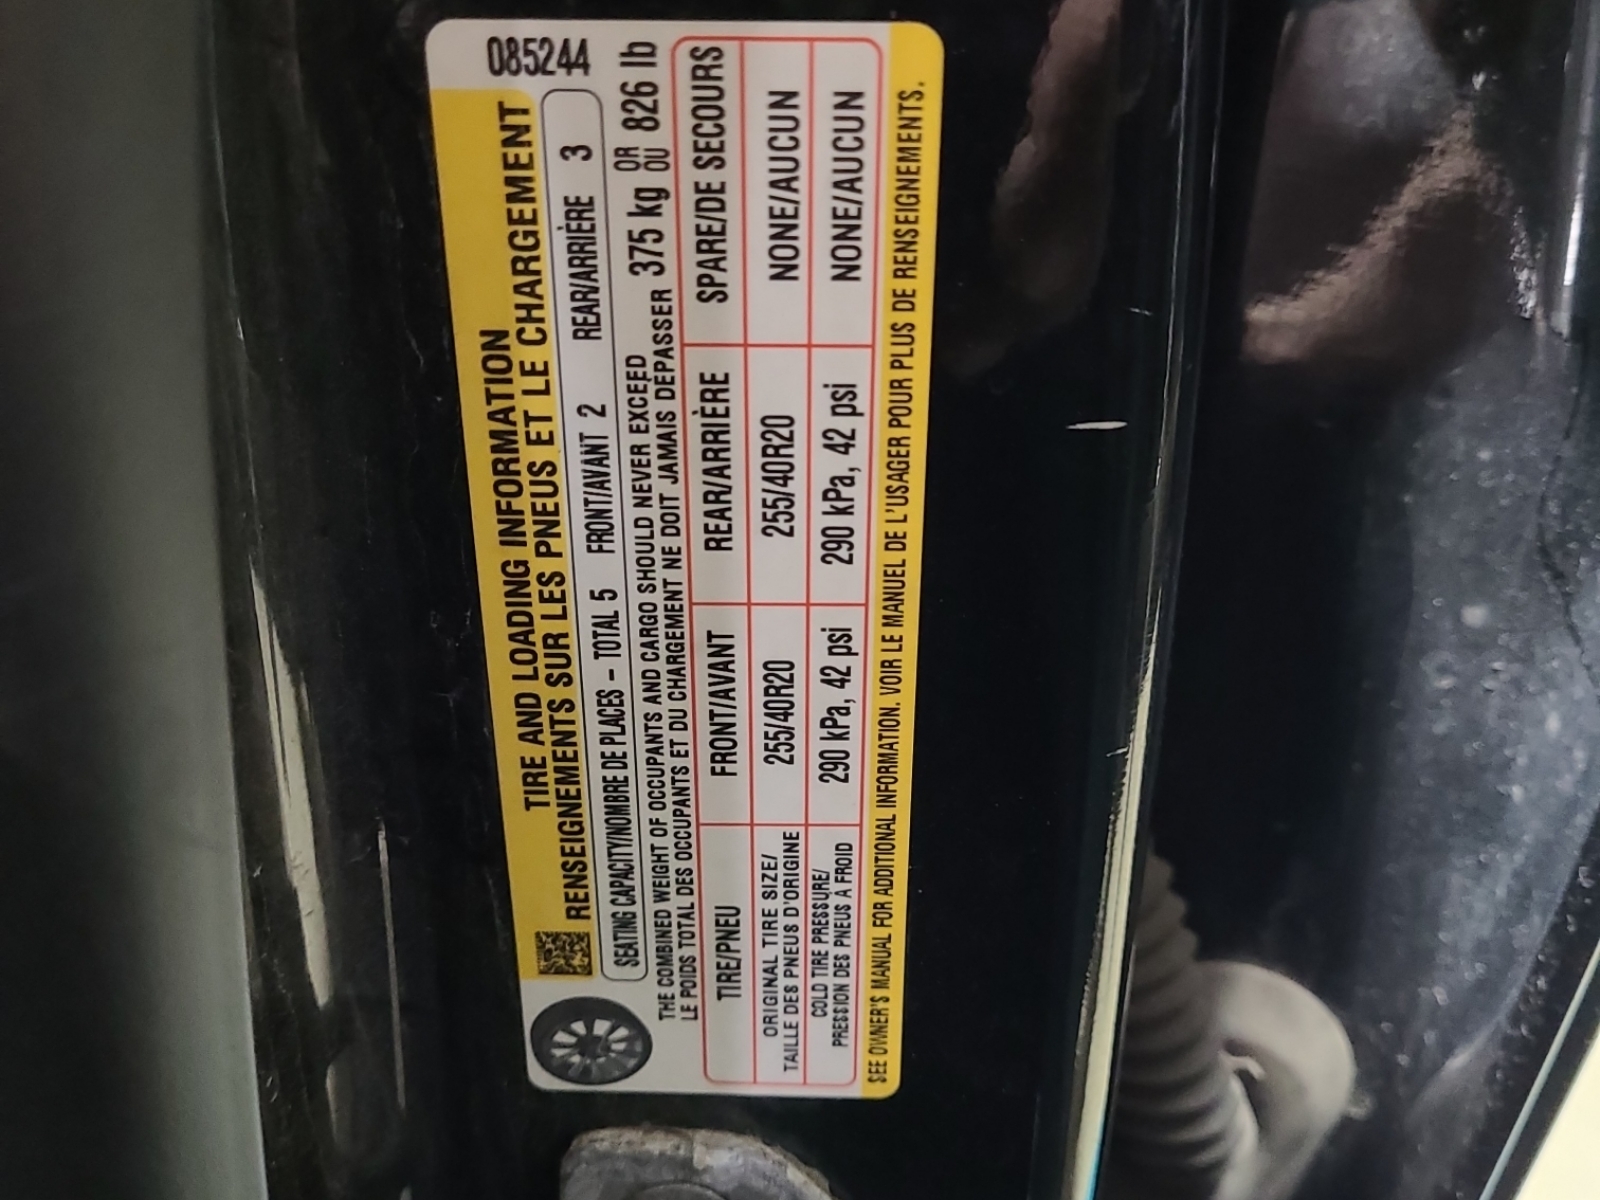 085244
TIRE AND LOADING INFORMATION
RENSEIGNEMENTS SUR LES PNEUS ET LE CHARGEMENT
SEATING CAPACITY/NOMBRE DE PLACES – TOTAL 5 FRONT/AVANT 2 REAR/ARRIÈRE 3
THE COMBINED WEIGHT OF OCCUPANTS AND CARGO SHOULD NEVER EXCEED
LE POIDS TOTAL DES OCCUPANTS ET DU CHARGEMENT NE DOIT JAMAIS DÉPASSER 375 kg OR OU 826 lb
TIRE/PNEU FRONT/AVANT REAR/ARRIÈRE SPARE/DE SECOURS
ORIGINAL TIRE SIZE/
TAILLE DES PNEUS D'ORIGINE 255/40R20 255/40R20 NONE/AUCUN
COLD TIRE PRESSURE/
PRESSION DES PNEUS À FROID 290 kPa, 42 psi 290 kPa, 42 psi NONE/AUCUN
SEE OWNER'S MANUAL FOR ADDITIONAL INFORMATION. VOIR LE MANUEL DE L'USAGER POUR PLUS DE RENSEIGNEMENTS.